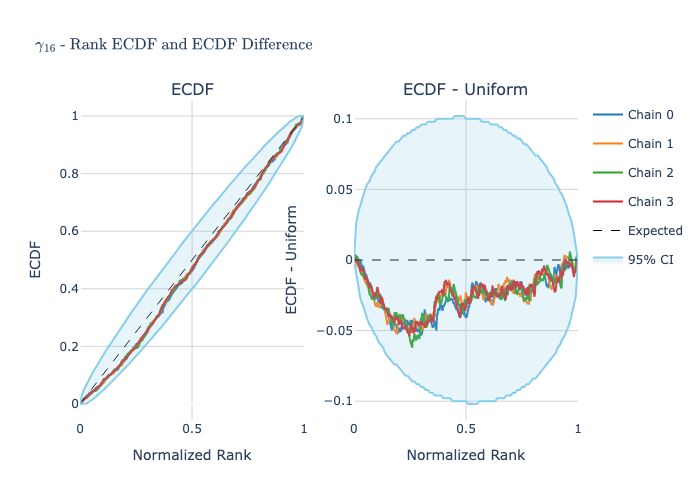 γ₁₆ - Rank ECDF and ECDF Difference
ECDF
ECDF
1
0.8
0.6
0.4
0.2
0
0
0.5
1
Normalized Rank
ECDF - Uniform
ECDF - Uniform
0.1
0.05
0
−0.05
−0.1
0
0.5
1
Normalized Rank
Chain 0
Chain 1
Chain 2
Chain 3
Expected
95% CI